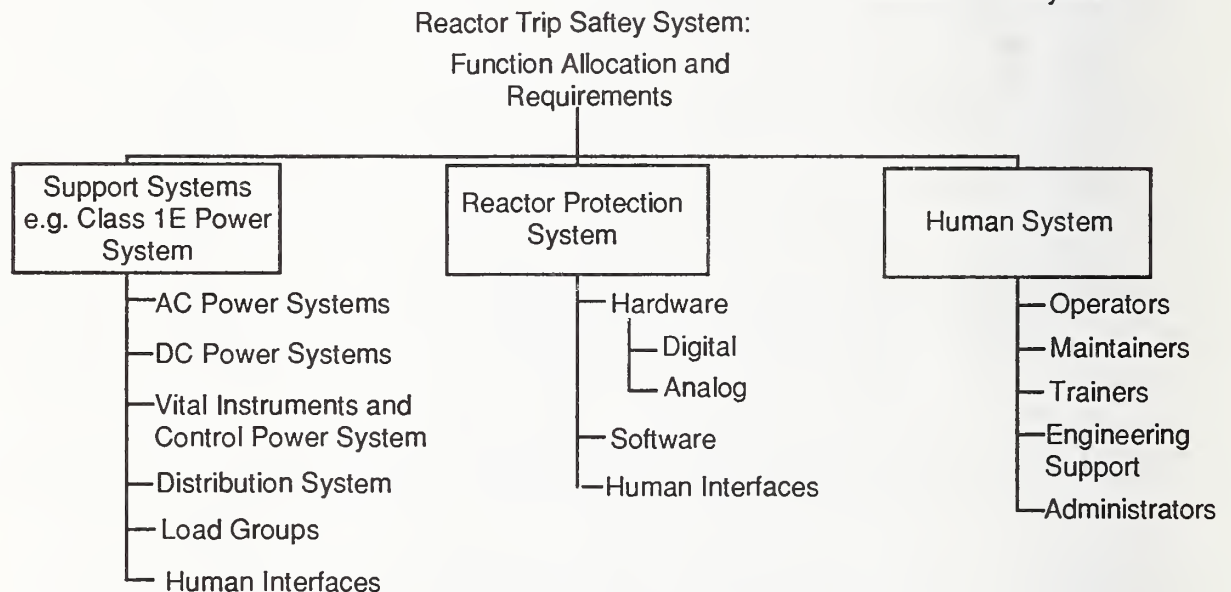 Reactor Trip Saftey System:
Function Allocation and
Requirements
Support Systems
e.g. Class 1E Power
System
AC Power Systems
DC Power Systems
Vital Instruments and
Control Power System
Distribution System
Load Groups
Human Interfaces
Reactor Protection
System
Hardware
Digital
Analog
Software
Human Interfaces
Human System
Operators
Maintainers
Trainers
Engineering
Support
Administrators